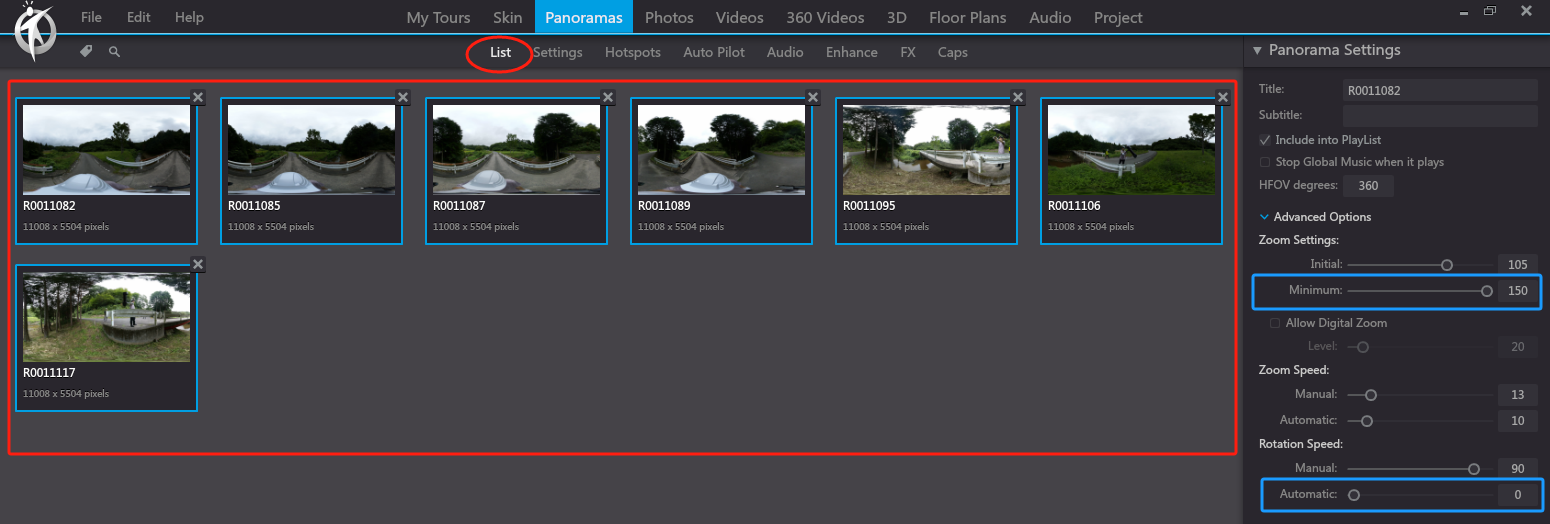 File Edit Help My Tours Skin Panoramas Photos Videos 360 Videos 3D Floor Plans Audio Project
List Settings Hotspots Auto Pilot Audio Enhance FX Caps
Panorama Settings
Title: R0011082
Subtitle:
Include into PlayList
Stop Global Music when it plays
HFOV degrees: 360
Advanced Options
Zoom Settings:
Initial: 105
Minimum: 150
Allow Digital Zoom
Level: 20
Zoom Speed:
Manual: 13
Automatic: 10
Rotation Speed:
Manual: 90
Automatic: 0
R0011082 R0011085 R0011087 R0011089 R0011095 R0011106
11008 x 5504 pixels 11008 x 5504 pixels 11008 x 5504 pixels 11008 x 5504 pixels 11008 x 5504 pixels 11008 x 5504 pixels
R0011117
11008 x 5504 pixels